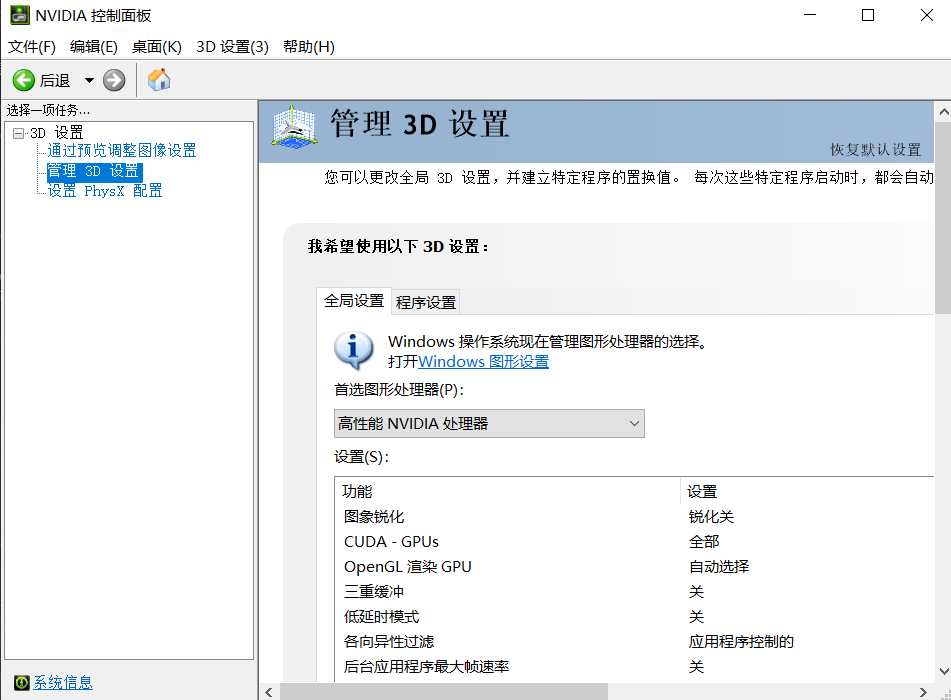 NVIDIA 控制面板
文件(F) 编辑(E) 桌面(K) 3D 设置(3) 帮助(H)
后退
选择一项任务...
3D 设置
通过预览调整图像设置
管理 3D 设置
设置 PhysX 配置
系统信息
管理 3D 设置
恢复默认设置
您可以更改全局 3D 设置，并建立特定程序的置换值。 每次这些特定程序启动时，都会自动
我希望使用以下 3D 设置：
全局设置 程序设置
Windows 操作系统现在管理图形处理器的选择。
打开Windows 图形设置
首选图形处理器(P)：
高性能 NVIDIA 处理器
设置(S)：
功能 设置
图象锐化 锐化关
CUDA - GPUs 全部
OpenGL 渲染 GPU 自动选择
三重缓冲 关
低延时模式 关
各向异性过滤 应用程序控制的
后台应用程序最大帧速率 关